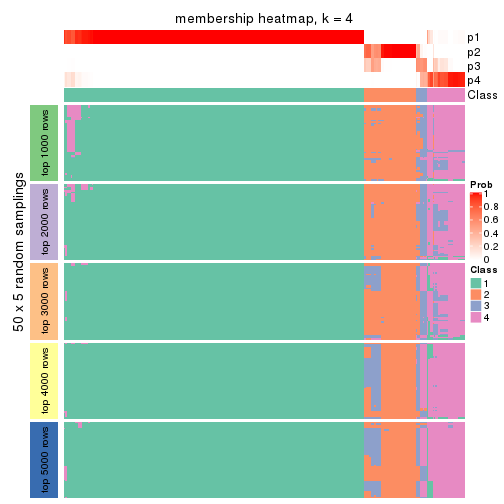 membership heatmap, k = 4
p1
p2
p3
p4
Class
50 x 5 random samplings
top 1000 rows
top 2000 rows
top 3000 rows
top 4000 rows
top 5000 rows
Prob
1
0.8
0.6
0.4
0.2
0
Class
1
2
3
4